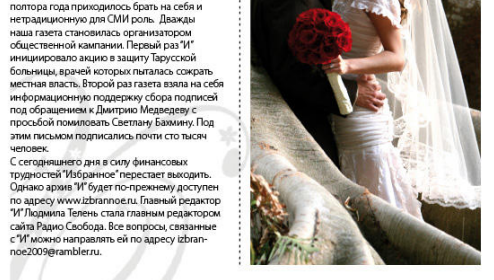 полтора года приходилось брать на себя и
нетрадиционную для СМИ роль. Дважды
наша газета становилась организатором
общественной кампании. Первый раз “И”
инициировало акцию в защиту Тарусской
больницы, врачей которых пыталась сожрать
местная власть. Второй раз газета взяла на себя
информационную поддержку сбора подписей
под обращением к Дмитрию Медведеву с
просьбой помиловать Светлану Бахмину. Под
этим письмом подписались почти сто тысяч
человек.
С сегодняшнего дня в силу финансовых
трудностей “Избранное” перестает выходить.
Однако архив “И” будет по-прежнему доступен
по адресу www.izbrannoe.ru. Главный редактор
“И” Людмила Телень стала главным редактором
сайта Радио Свобода. Все вопросы, связанные
с “И” можно направлять ей по адресу izbran-
noe2009@rambler.ru.